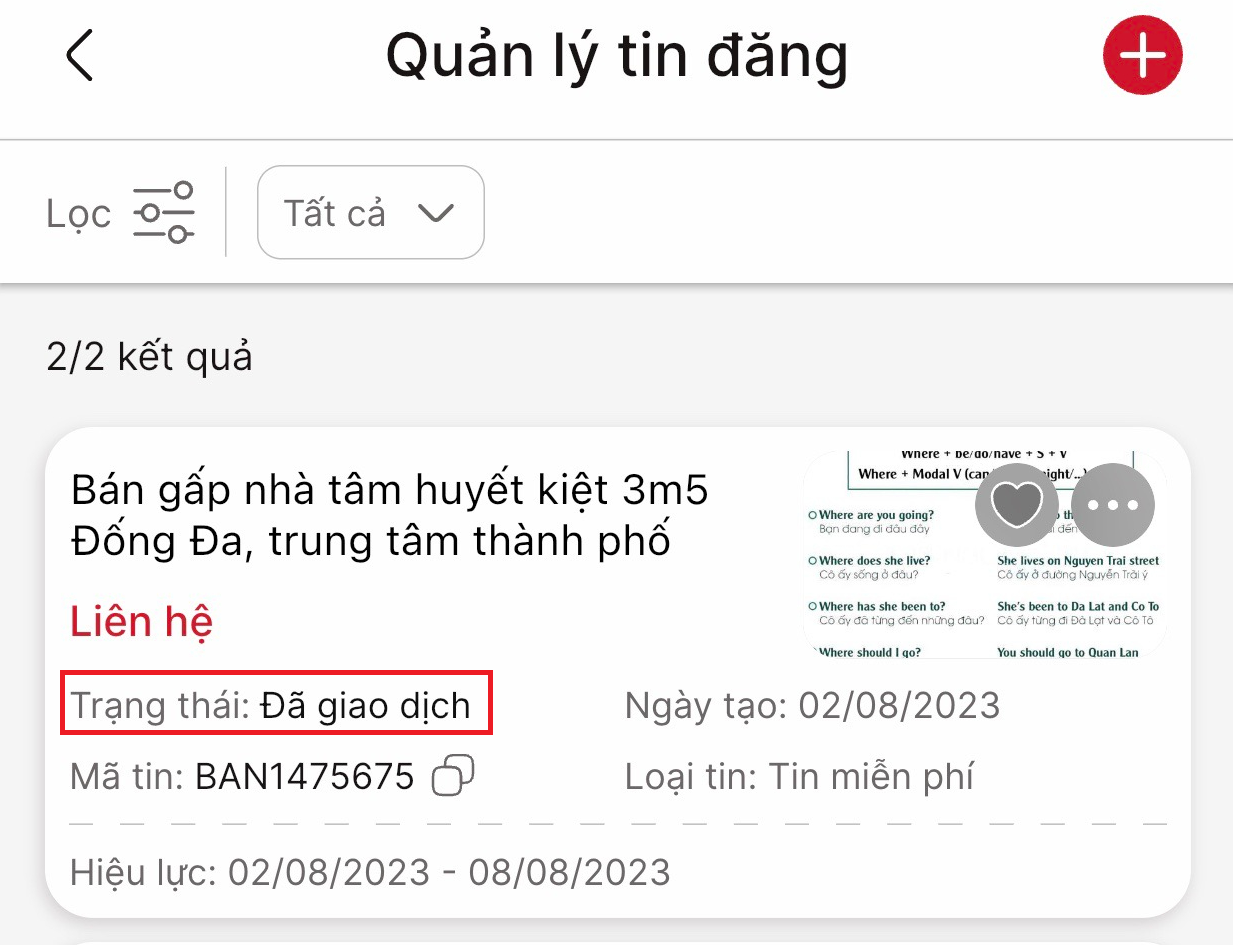 Quản lý tin đăng
Lọc
Tất cả
2/2 kết quả
Bán gấp nhà tâm huyết kiệt 3m5
Đống Đa, trung tâm thành phố
Liên hệ
Trạng thái: Đã giao dịch
Ngày tạo: 02/08/2023
Mã tin: BAN1475675
Loại tin: Tin miễn phí
Hiệu lực: 02/08/2023 - 08/08/2023
Where + be/do/have + S + V
Where + Modal V (can
night/...)
Where are you going?
Bạn đang đi đâu đây
Where does she live?
Cô ấy sống ở đâu?
She lives on Nguyen Trai street
Cô ấy ở đường Nguyễn Trãi ý
Where has she been to?
Cô ấy đã từng đến những đâu?
She's been to Da Lat and Co To
Cô ấy từng đi Đà Lạt và Cô Tô
Where should I go?
You should go to Quan Lan